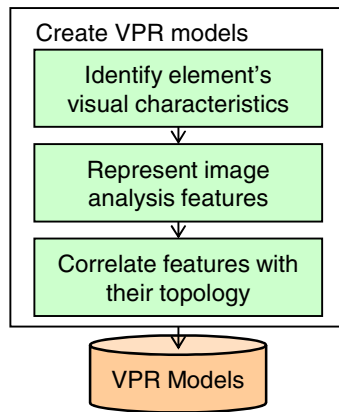 Create VPR models
Identify element's
visual characteristics
Represent image
analysis features
Correlate features with
their topology
VPR Models